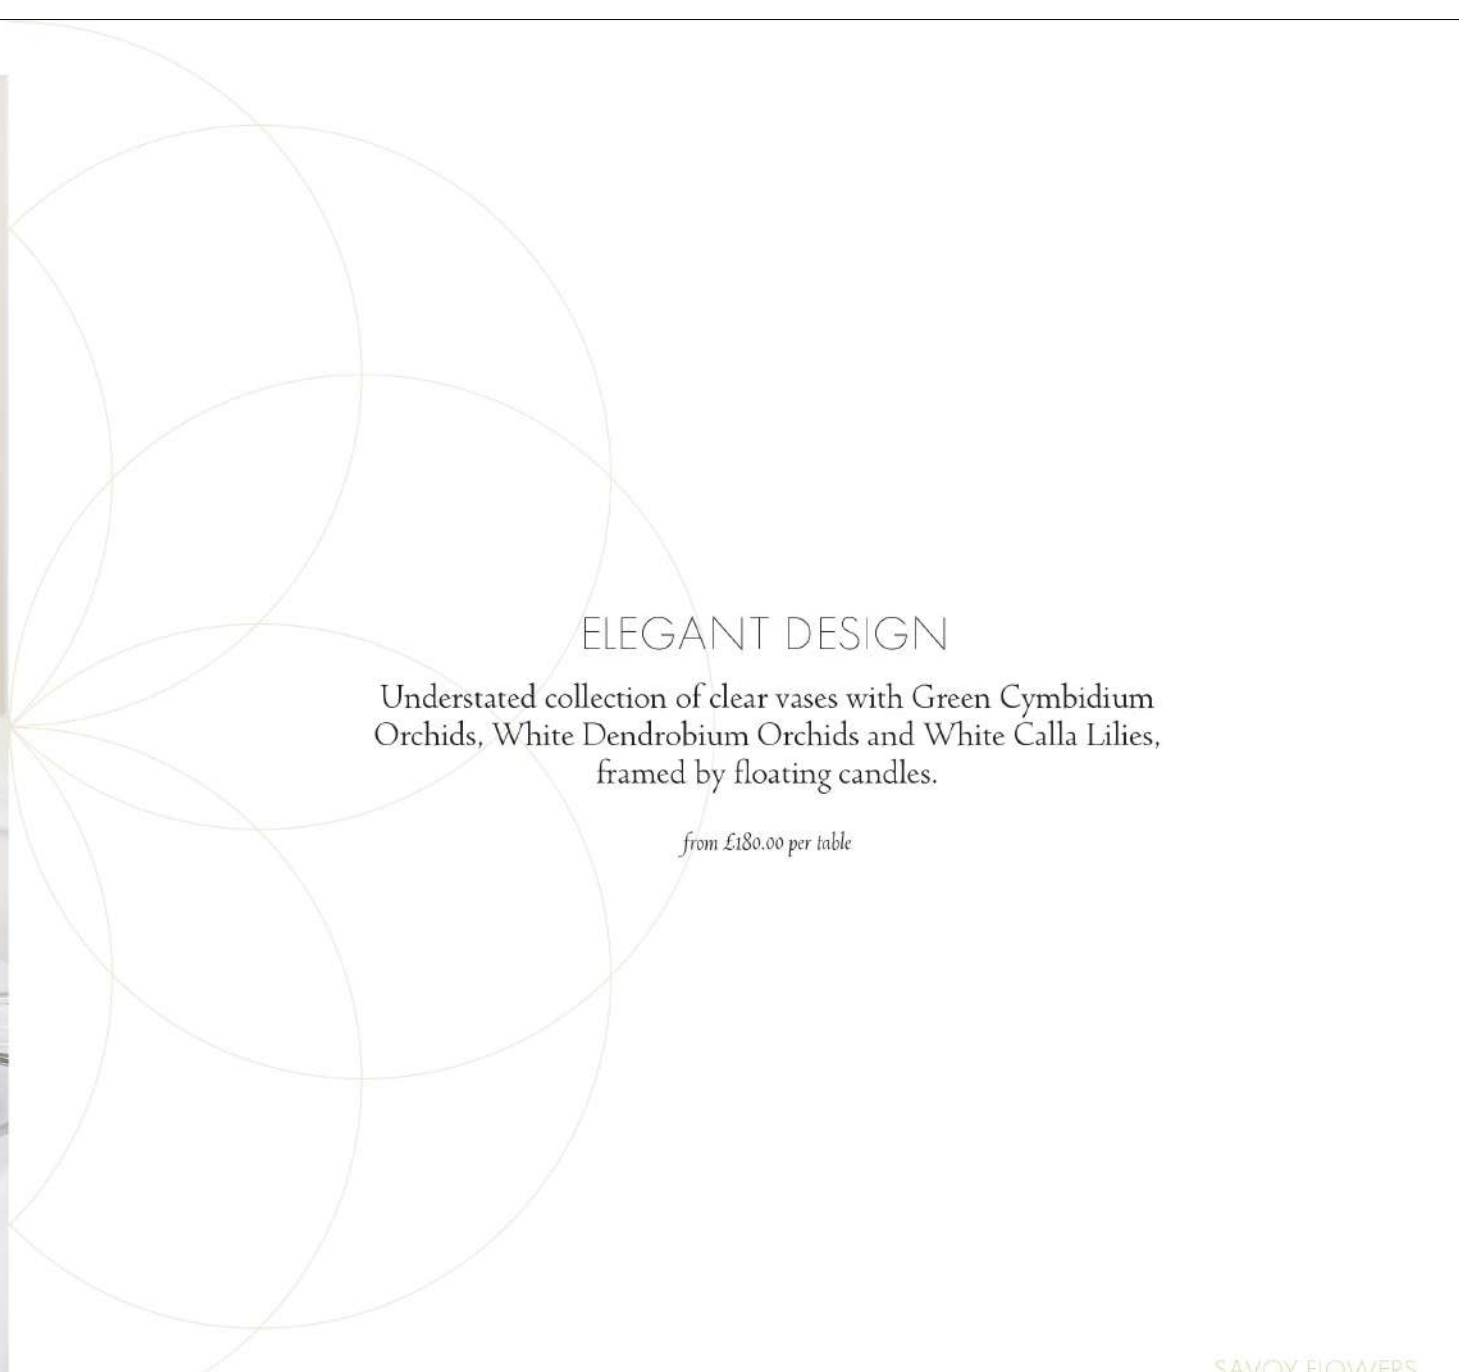 ELEGANT DESIGN
Understated collection of clear vases with Green Cymbidium
Orchids, White Dendrobium Orchids and White Calla Lilies,
framed by floating candles.
from £180.00 per table
SAVOY FLOWERS